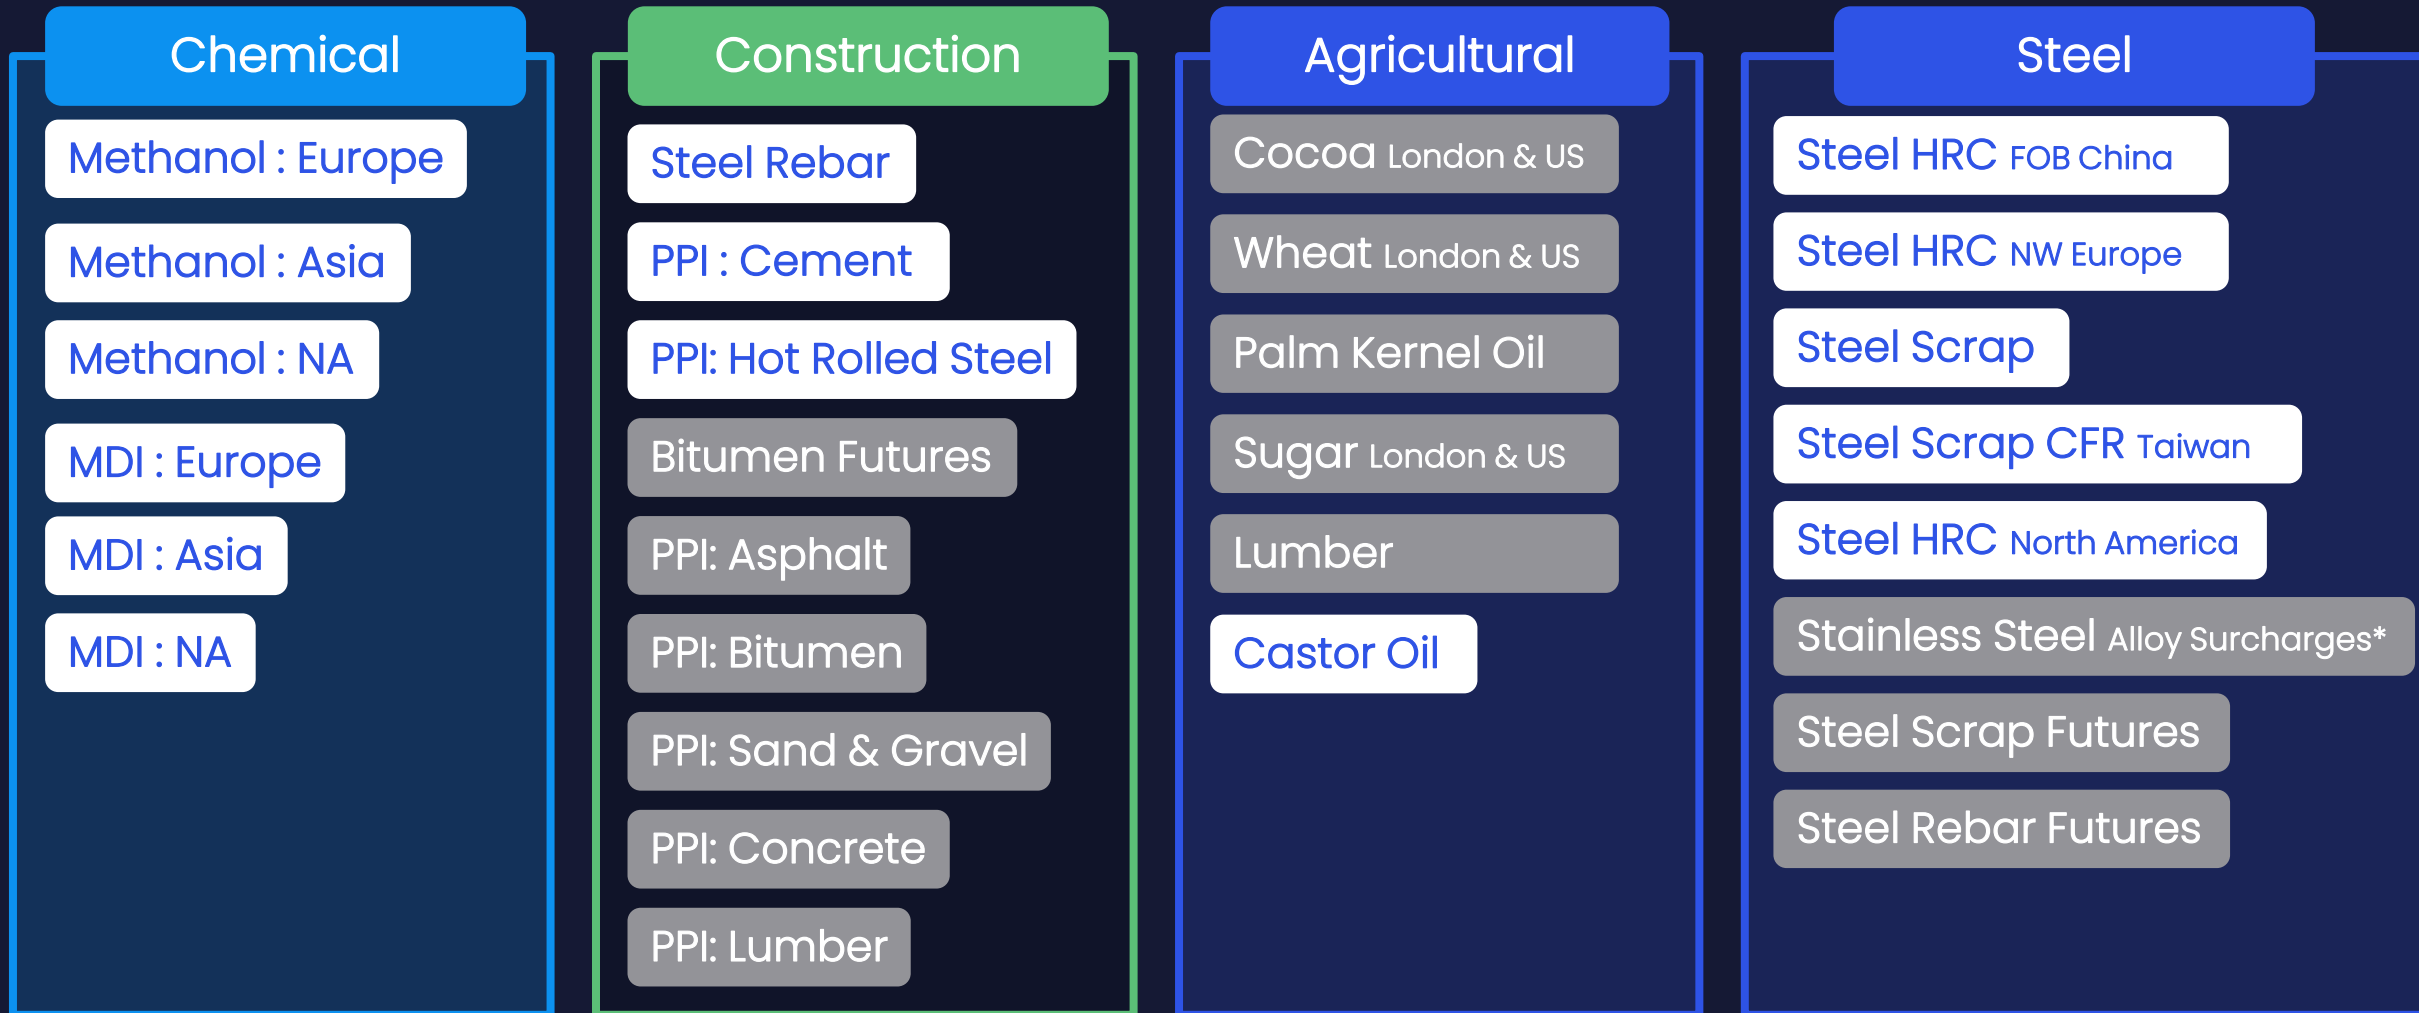 Chemical
Methanol : Europe
Methanol : Asia
Methanol : NA
MDI : Europe
MDI : Asia
MDI : NA
Construction
Steel Rebar
PPI : Cement
PPI: Hot Rolled Steel
Bitumen Futures
PPI: Asphalt
PPI: Bitumen
PPI: Sand & Gravel
PPI: Concrete
PPI: Lumber
Agricultural
Cocoa London & US
Wheat London & US
Palm Kernel Oil
Sugar London & US
Lumber
Castor Oil
Steel
Steel HRC FOB China
Steel HRC NW Europe
Steel Scrap
Steel Scrap CFR Taiwan
Steel HRC North America
Stainless Steel Alloy Surcharges*
Steel Scrap Futures
Steel Rebar Futures